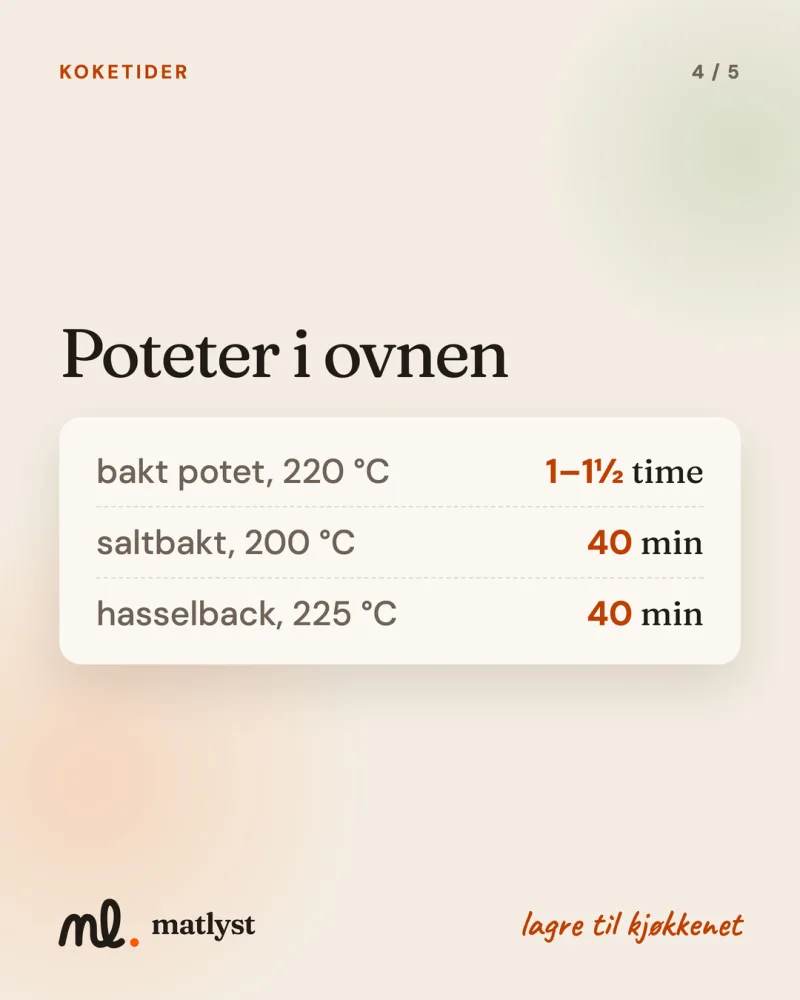 KOKETIDER
4 / 5
Poteter i ovnen
bakt potet, 220 °C 1–1½ time
saltbakt, 200 °C 40 min
hasselback, 225 °C 40 min
ml. matlyst
lagre til kjøkkenet